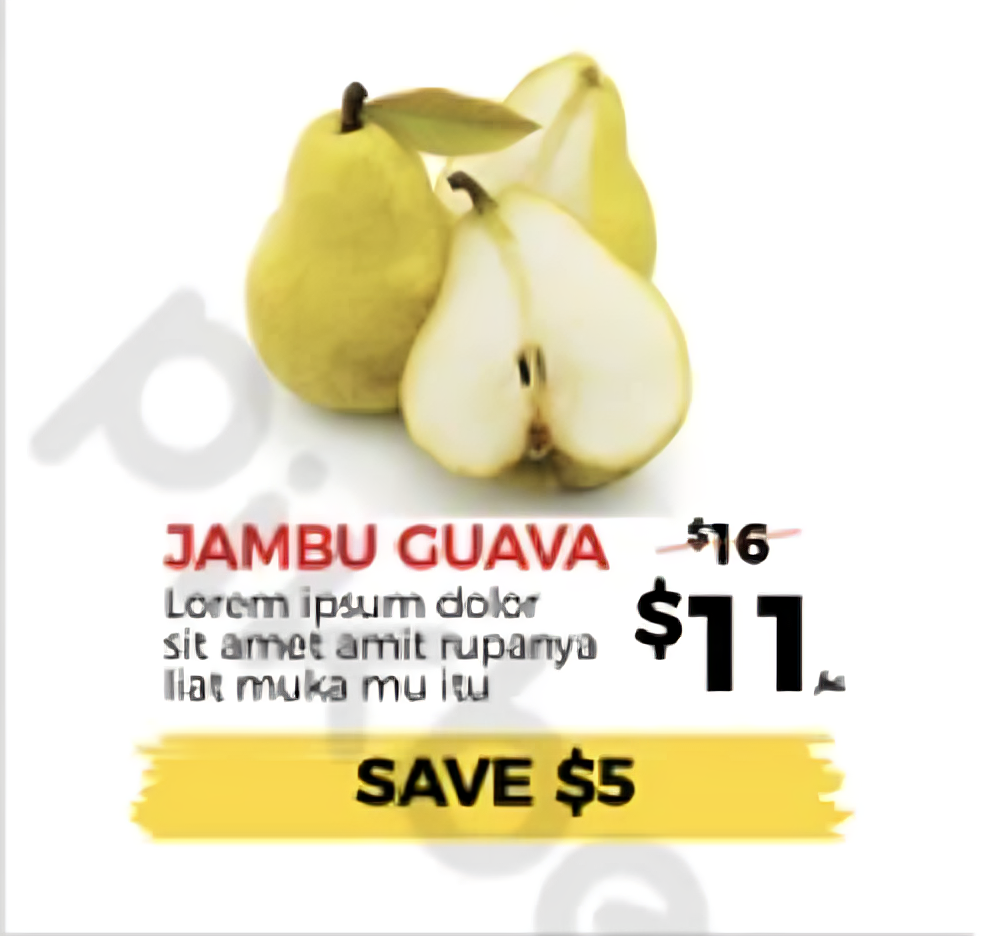 JAMBU GUAVA
$16
Lorem ipsum dolor
sit amet amit rupanya
liat muka mu itu
$11
SAVE $5